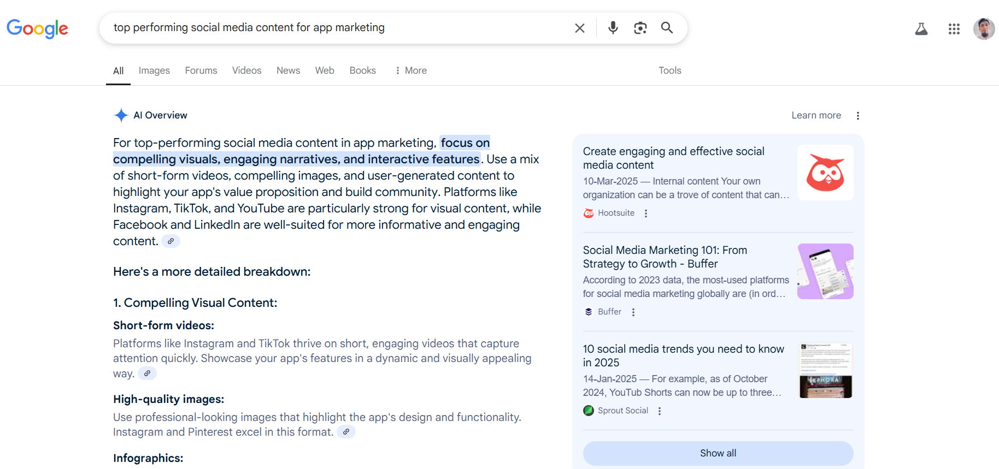 Google
top performing social media content for app marketing
All
Images
Forums
Videos
News
Web
Books
More
Tools
AI Overview
Learn more
For top-performing social media content in app marketing, focus on
compelling visuals, engaging narratives, and interactive features. Use a mix
of short-form videos, compelling images, and user-generated content to
highlight your app's value proposition and build community. Platforms like
Instagram, TikTok, and YouTube are particularly strong for visual content, while
Facebook and LinkedIn are well-suited for more informative and engaging
content.
Here's a more detailed breakdown:
1. Compelling Visual Content:
Short-form videos:
Platforms like Instagram and TikTok thrive on short, engaging videos that capture
attention quickly. Showcase your app's features in a dynamic and visually appealing
way.
High-quality images:
Use professional-looking images that highlight the app's design and functionality.
Instagram and Pinterest excel in this format.
Infographics:
Create engaging and effective social
media content
10-Mar-2025 — Internal content Your own
organization can be a trove of content that can…
Hootsuite
Social Media Marketing 101: From
Strategy to Growth - Buffer
According to 2023 data, the most-used platforms
for social media marketing globally are (in ord…
Buffer
10 social media trends you need to know
in 2025
14-Jan-2025 — For example, as of October
2024, YouTub Shorts can now be up to three…
SEPHORA
Sprout Social
Show all